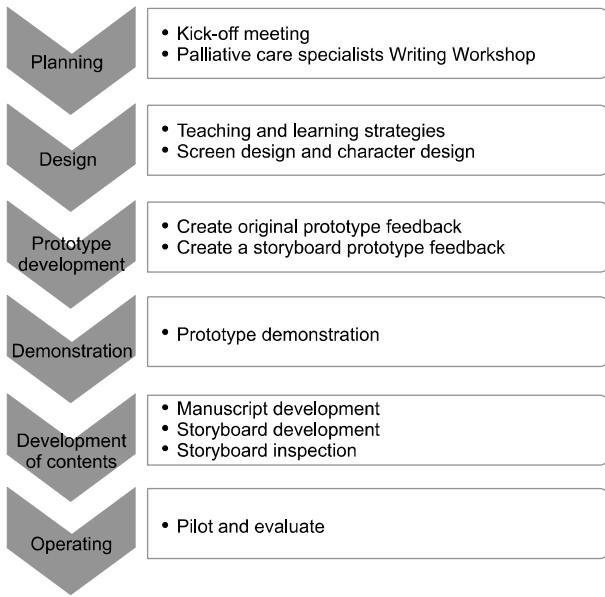 Planning
• Kick-off meeting
• Palliative care specialists Writing Workshop
Design
• Teaching and learning strategies
• Screen design and character design
Prototype
development
• Create original prototype feedback
• Create a storyboard prototype feedback
Demonstration
• Prototype demonstration
Development
of contents
• Manuscript development
• Storyboard development
• Storyboard inspection
Operating
• Pilot and evaluate